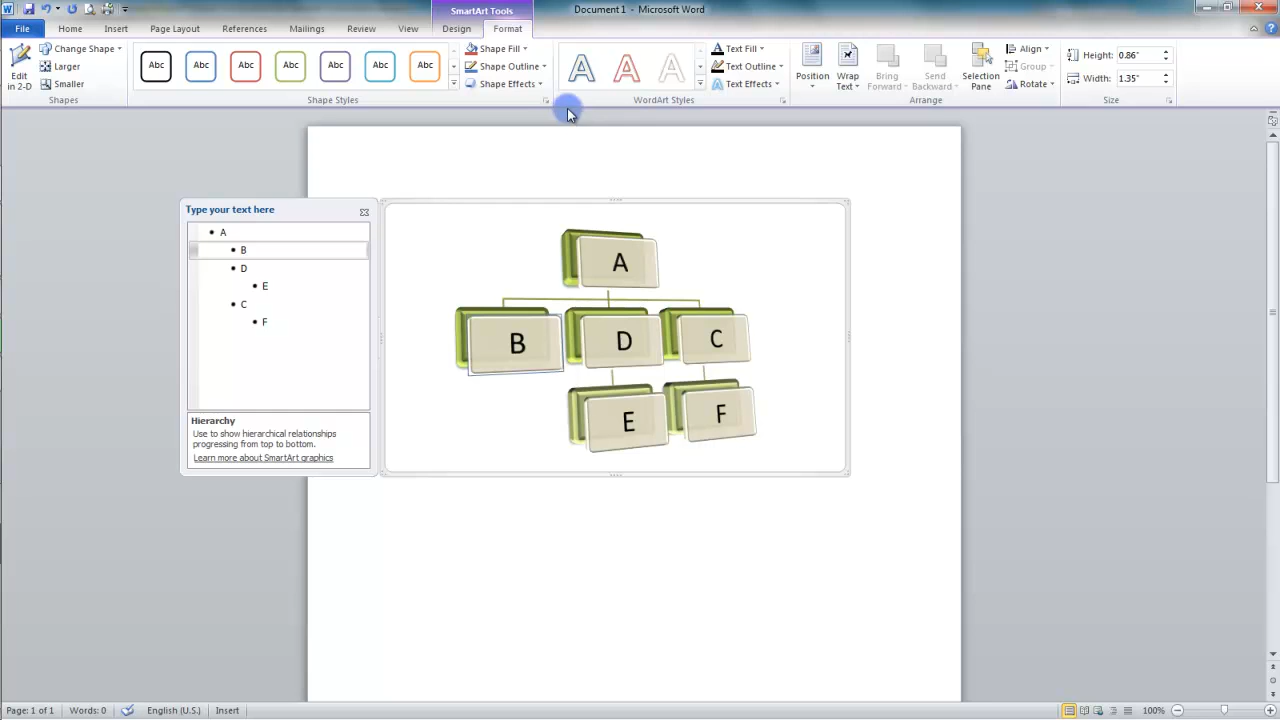 SmartArt Tools
Document 1 - Microsoft Word
File Home Insert Page Layout References Mailings Review View Design Format
Edit in 2-D
Change Shape
Larger
Smaller
Shapes
Abc Abc Abc Abc Abc Abc Abc
Shape Styles
Shape Fill
Shape Outline
Shape Effects
A A A
WordArt Styles
Text Fill
Text Outline
Text Effects
Position
Wrap Text
Bring Forward
Send Backward
Selection Pane
Align
Group
Rotate
Arrange
Height: 0.86"
Width: 1.35"
Size
Type your text here
A
B
D
E
C
F
Hierarchy
Use to show hierarchical relationships
progressing from top to bottom.
Learn more about SmartArt graphics
A
B D C
E F
Page: 1 of 1 Words: 0 English (U.S.) Insert 100%